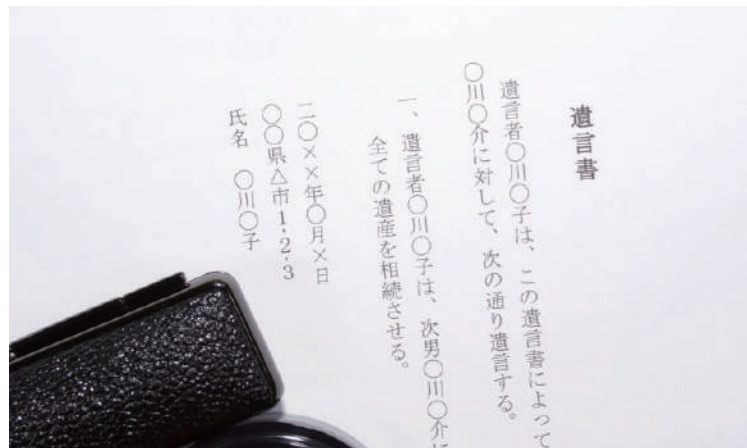 遺言書
遺言者〇川〇子は、この遺言書によって
〇川〇介に対して、次の通り遺言する。
一、遺言者〇川〇子は、次男〇川〇介に
全ての遺産を相続させる。
二〇××年〇月×日
〇〇県△市1・2・3
氏名 〇川〇子